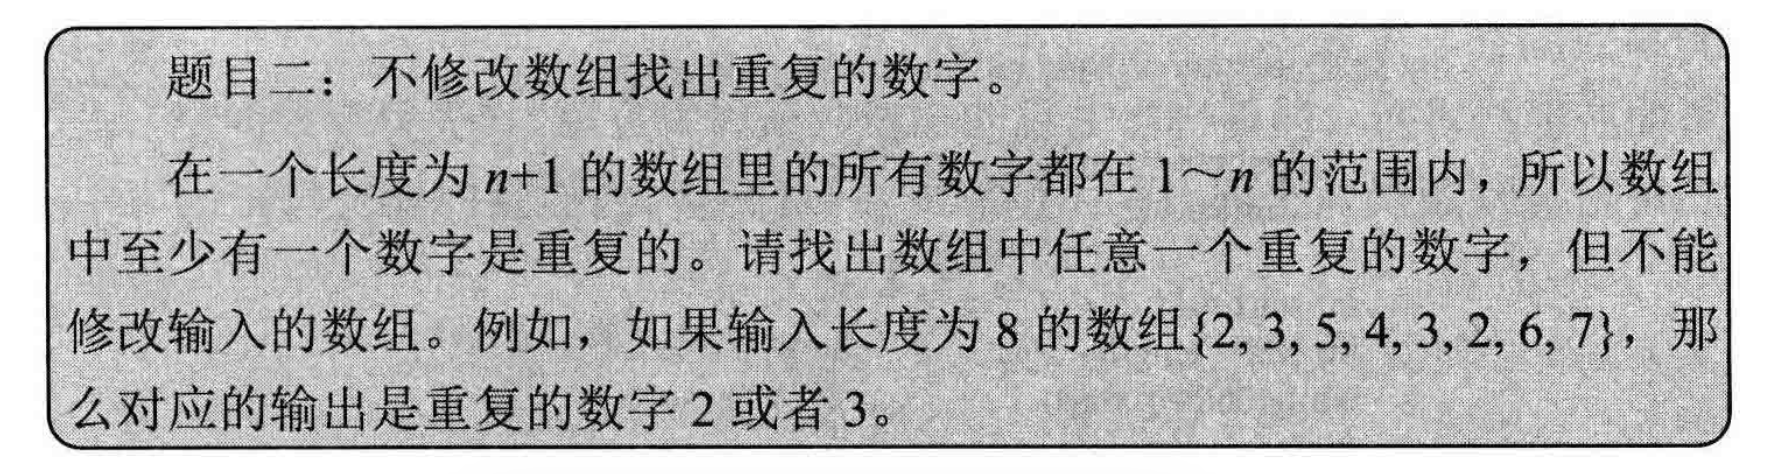 题目二：不修改数组找出重复的数字。
在一个长度为 n+1 的数组里的所有数字都在 1～n 的范围内，所以数组
中至少有一个数字是重复的。请找出数组中任意一个重复的数字，但不能
修改输入的数组。例如，如果输入长度为 8 的数组{2, 3, 5, 4, 3, 2, 6, 7}，那
么对应的输出是重复的数字 2 或者 3。